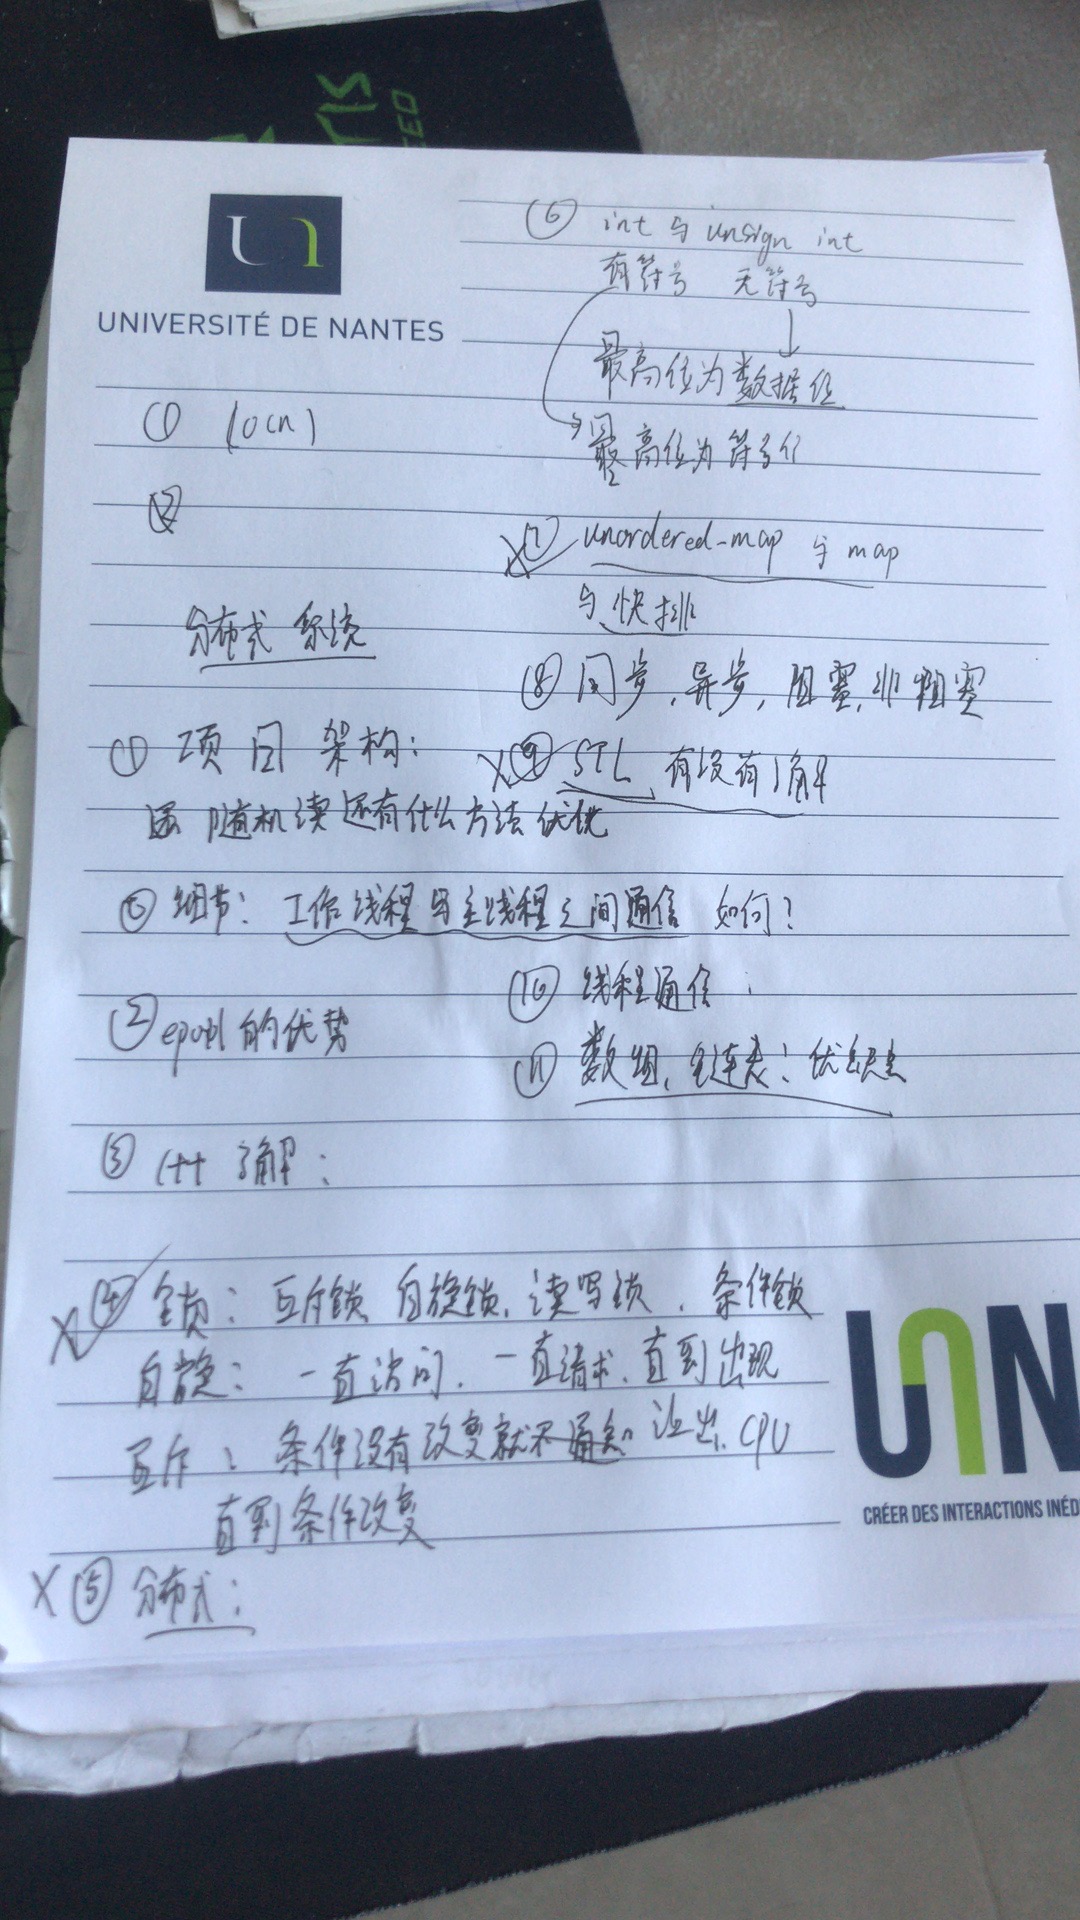 UNIVERSITÉ DE NANTES
① (ocn)
②
分布式 系统
① 项目 架构:
随机读还有什么方法优化
⑤ 细节: 工作线程与主线程之间通信 如何?
② epoll 的优势
③ C++ 了解:
④ 锁: 互斥锁 自旋锁, 读写锁, 条件锁
自旋: 一直访问, 一直请求, 直到出现
互斥: 条件没有改变就不通知 让出 CPU
直到条件改变
X ⑤ 分布式:
⑥ int 与 unsign int
有符号 无符号
最高位为数据位
最高位为符号位
⑦ unordered-map 与 map
与快排
⑧ 同步, 异步, 阻塞, 非阻塞
X ⑨ STL 有没有了解
⑩ 线程通信:
⑪ 数组, 链表: 优缺点
UN
CRÉER DES INTERACTIONS INÉD